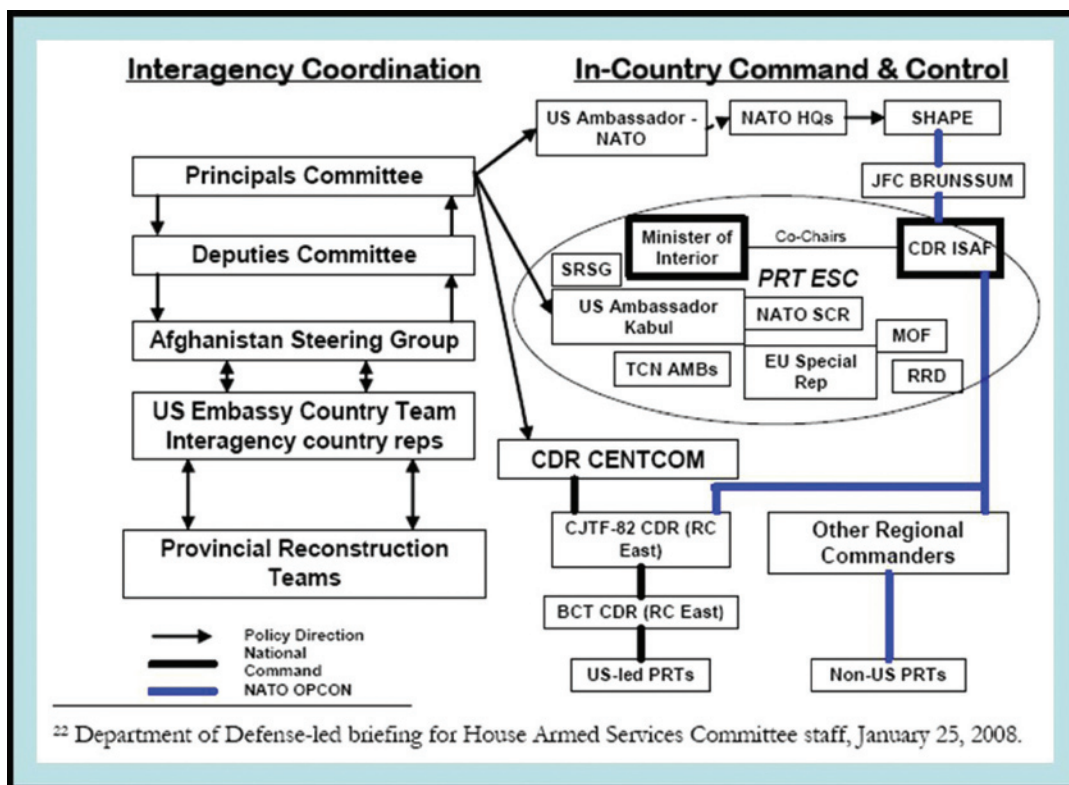 Interagency Coordination
Principals Committee
Deputies Committee
Afghanistan Steering Group
US Embassy Country Team
Interagency country reps
Provincial Reconstruction
Teams
Policy Direction
National
Command
NATO OPCON
In-Country Command & Control
US Ambassador -
NATO
NATO HQs
SHAPE
JFC BRUNSSUM
Minister of
Interior
Co-Chairs
CDR ISAF
SRSG
PRT ESC
US Ambassador
Kabul
NATO SCR
MOF
TCN AMBs
EU Special
Rep
RRD
CDR CENTCOM
CJTF-82 CDR (RC
East)
Other Regional
Commanders
BCT CDR (RC East)
US-led PRTs
Non-US PRTs
22 Department of Defense-led briefing for House Armed Services Committee staff, January 25, 2008.